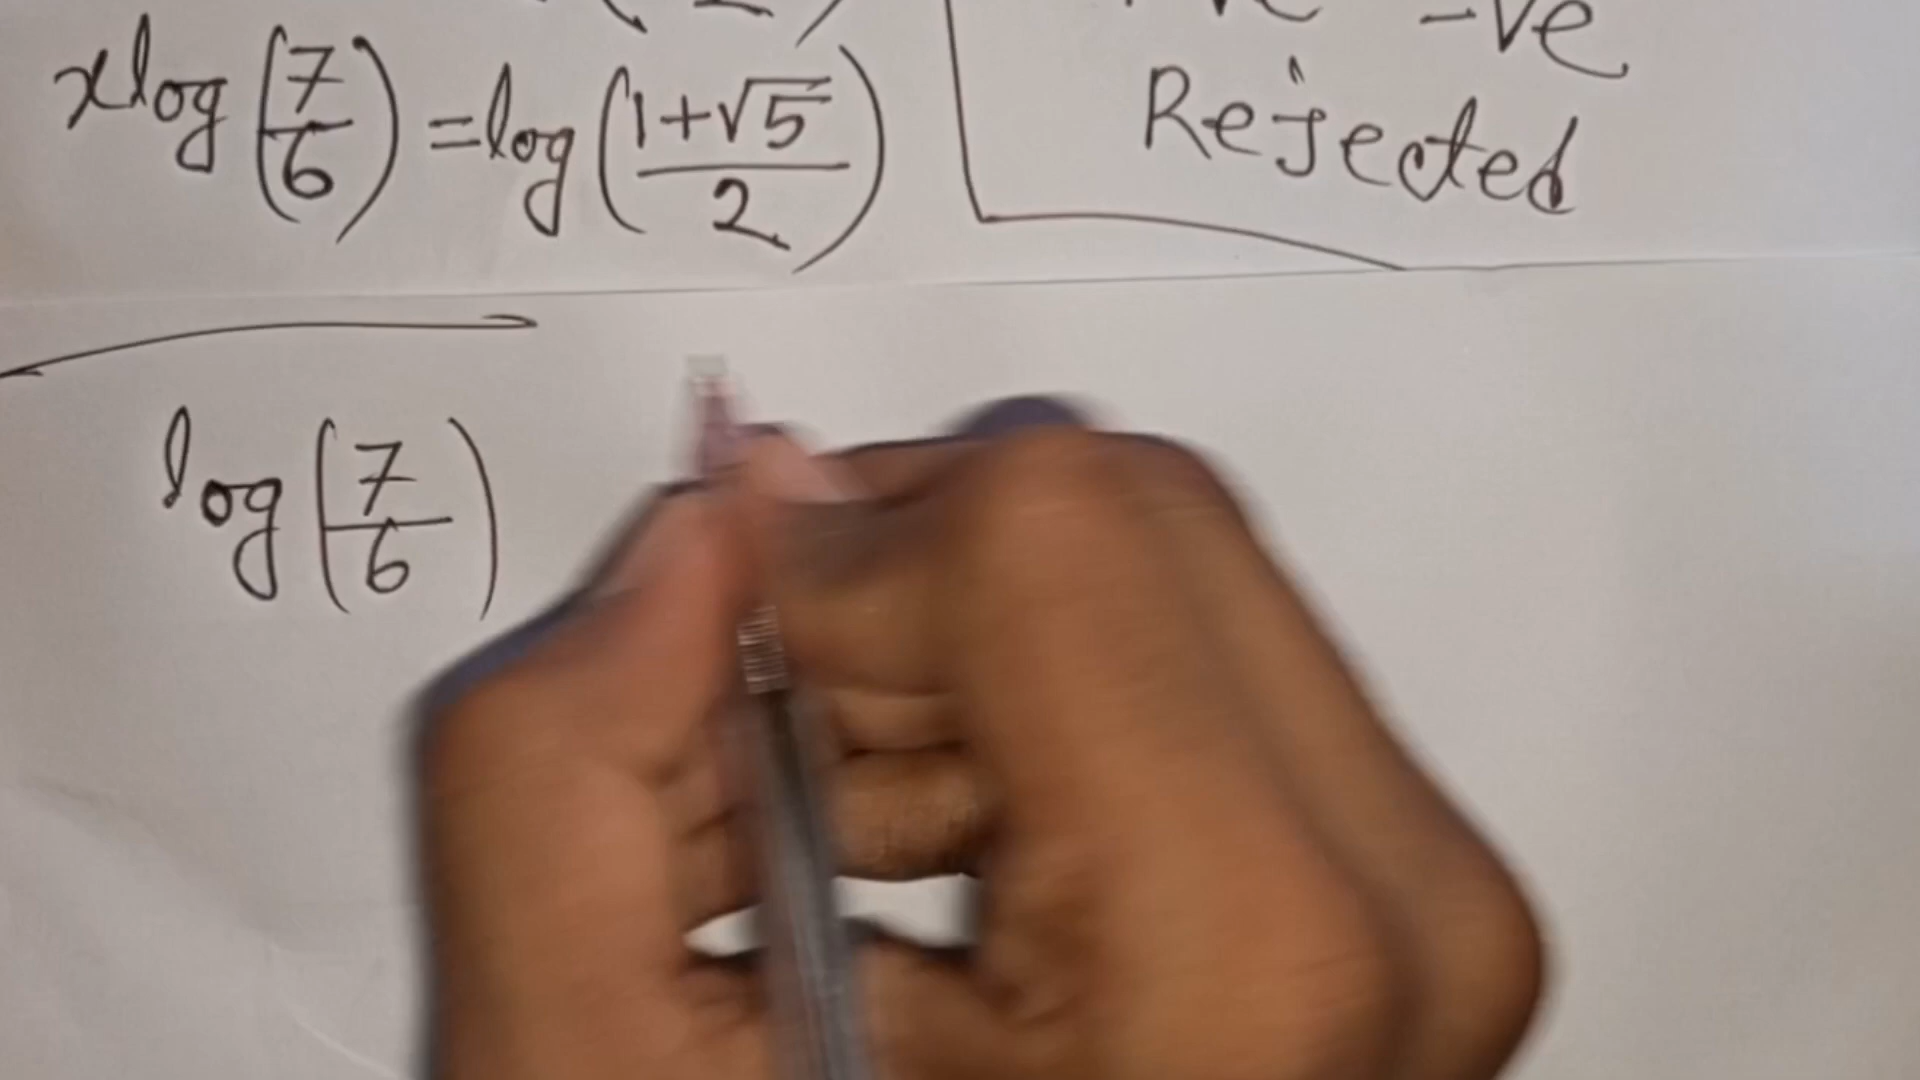 -ve
x log(7/6) = log((1+√5)/2)
Rejected
log(7/6)